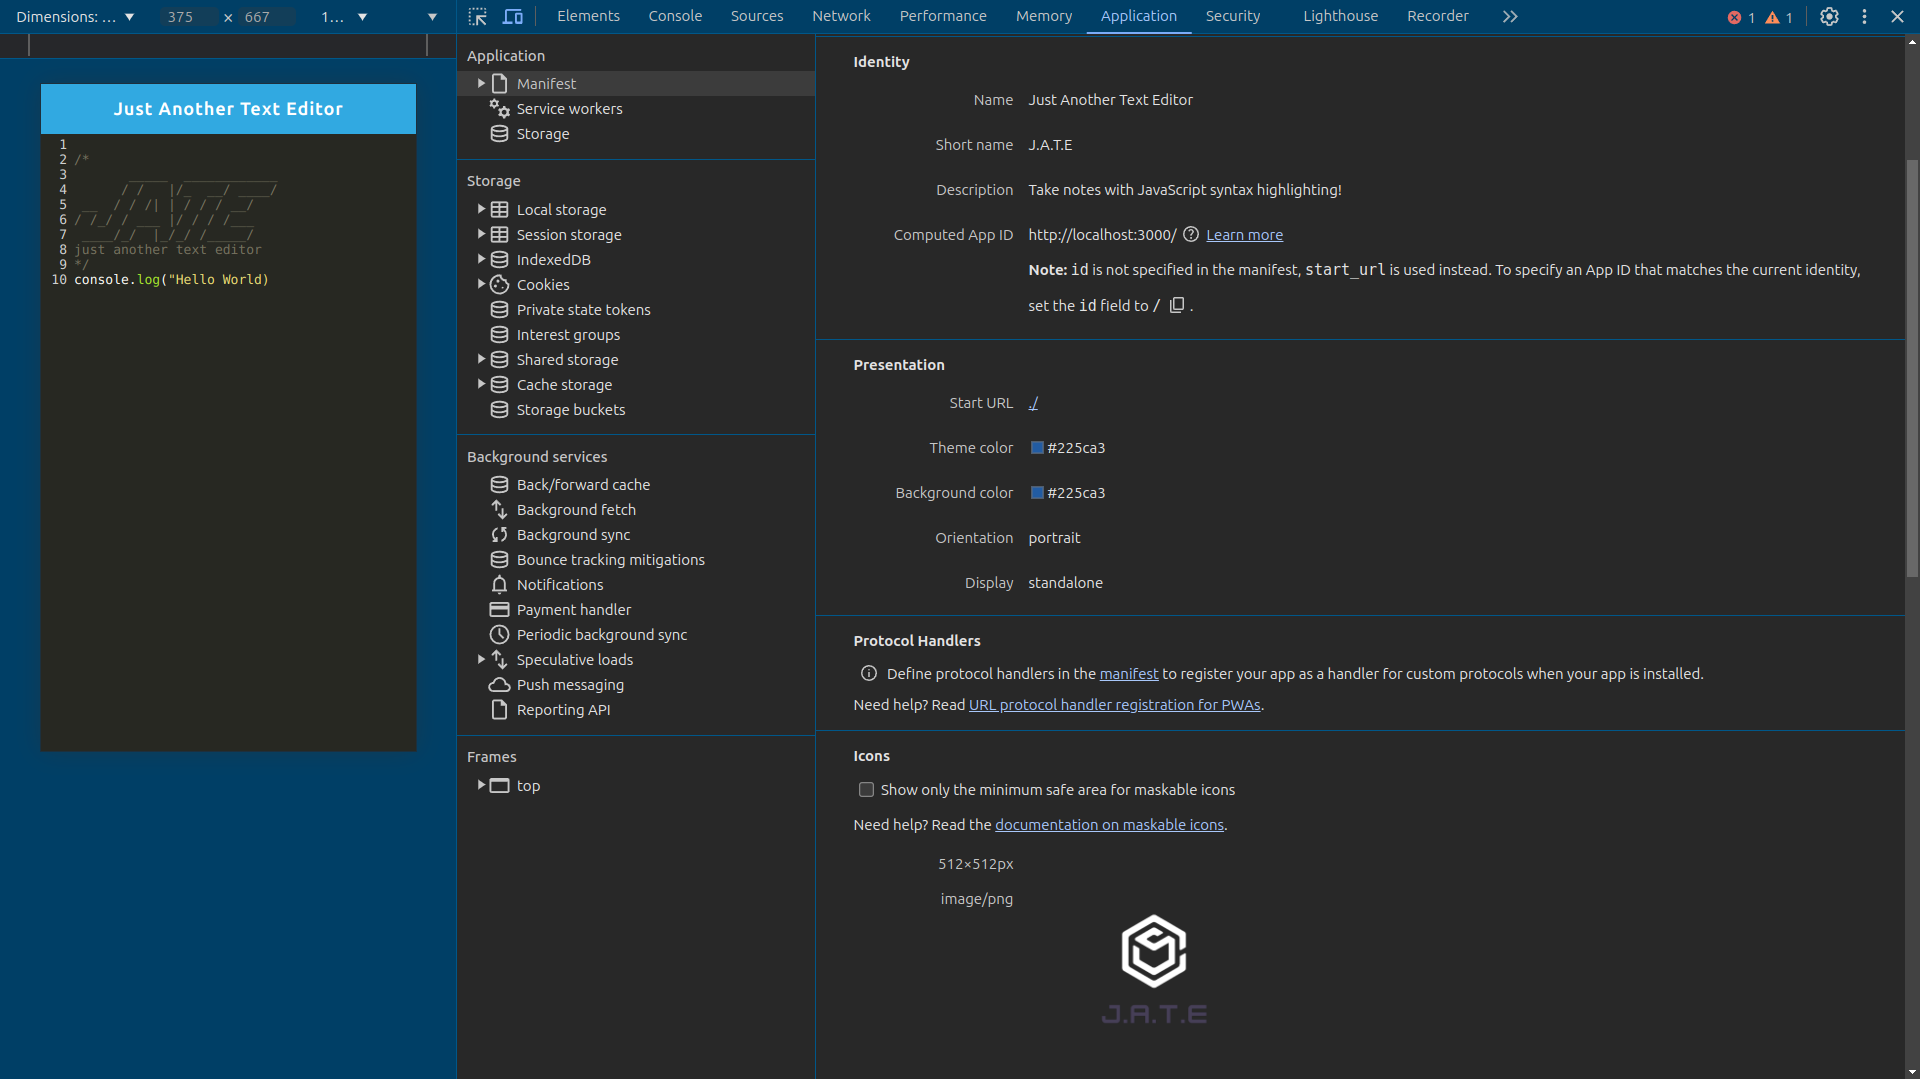 Dimensions: ... 375 × 667 1...
Elements Console Sources Network Performance Memory Application Security Lighthouse Recorder 1 1
Just Another Text Editor
1
2 /*
3 _____ ____________
4 / / |/_ __/ ____/
5 __ / / /| | / / / __/
6 / /_/ / ___ |/ / / /___
7 ____/_/ |_/_/ /_____/
8 just another text editor
9 */
10 console.log("Hello World)
Application
Manifest
Service workers
Storage
Storage
Local storage
Session storage
IndexedDB
Cookies
Private state tokens
Interest groups
Shared storage
Cache storage
Storage buckets
Background services
Back/forward cache
Background fetch
Background sync
Bounce tracking mitigations
Notifications
Payment handler
Periodic background sync
Speculative loads
Push messaging
Reporting API
Frames
top
Identity
Name Just Another Text Editor
Short name J.A.T.E
Description Take notes with JavaScript syntax highlighting!
Computed App ID http://localhost:3000/ Learn more
Note: id is not specified in the manifest, start_url is used instead. To specify an App ID that matches the current identity,
set the id field to / .
Presentation
Start URL ./
Theme color #225ca3
Background color #225ca3
Orientation portrait
Display standalone
Protocol Handlers
Define protocol handlers in the manifest to register your app as a handler for custom protocols when your app is installed.
Need help? Read URL protocol handler registration for PWAs.
Icons
Show only the minimum safe area for maskable icons
Need help? Read the documentation on maskable icons.
512×512px
image/png
J.A.T.E